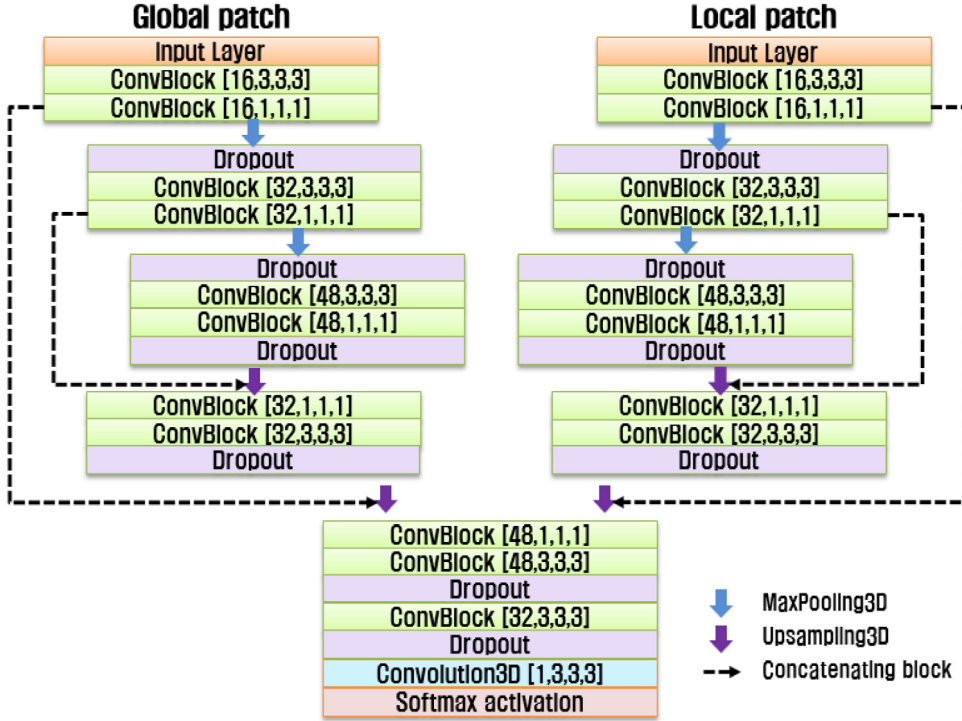 Global patch
Input Layer
ConvBlock [16,3,3,3]
ConvBlock [16,1,1,1]
Dropout
ConvBlock [32,3,3,3]
ConvBlock [32,1,1,1]
Dropout
ConvBlock [48,3,3,3]
ConvBlock [48,1,1,1]
Dropout
ConvBlock [32,1,1,1]
ConvBlock [32,3,3,3]
Dropout
Local patch
Input Layer
ConvBlock [16,3,3,3]
ConvBlock [16,1,1,1]
Dropout
ConvBlock [32,3,3,3]
ConvBlock [32,1,1,1]
Dropout
ConvBlock [48,3,3,3]
ConvBlock [48,1,1,1]
Dropout
ConvBlock [32,1,1,1]
ConvBlock [32,3,3,3]
Dropout
ConvBlock [48,1,1,1]
ConvBlock [48,3,3,3]
Dropout
ConvBlock [32,3,3,3]
Dropout
Convolution3D [1,3,3,3]
Softmax activation
MaxPooling3D
Upsampling3D
Concatenating block